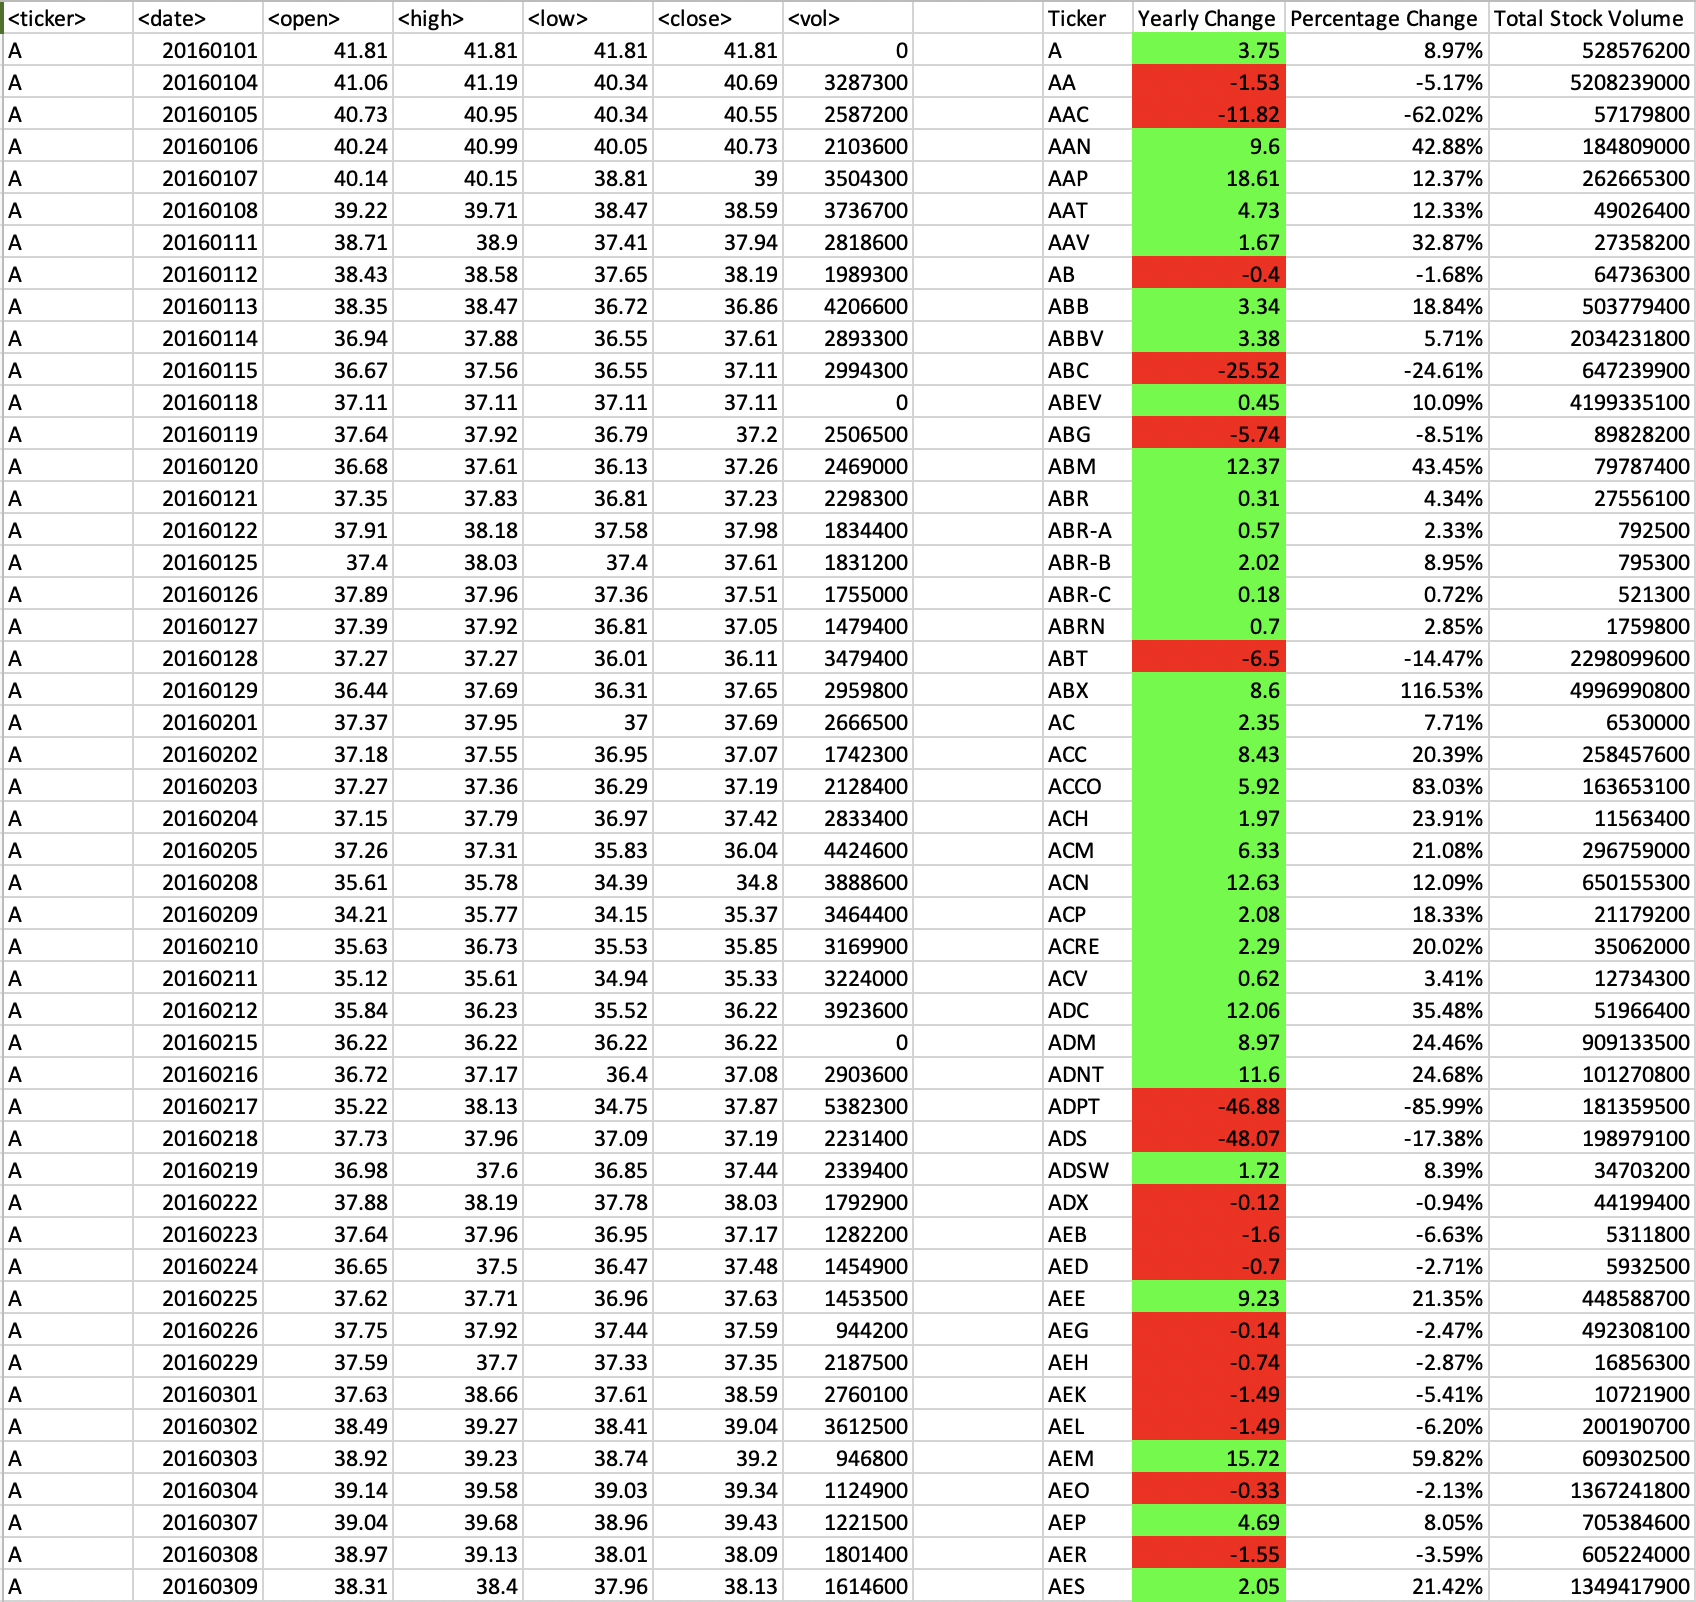 <ticker> <date> <open> <high> <low> <close> <vol> Ticker Yearly Change Percentage Change Total Stock Volume
A 20160101 41.81 41.81 41.81 41.81 0 A 3.75 8.97% 528576200
A 20160104 41.06 41.19 40.34 40.69 3287300 AA -1.53 -5.17% 5208239000
A 20160105 40.73 40.95 40.34 40.55 2587200 AAC -11.82 -62.02% 57179800
A 20160106 40.24 40.99 40.05 40.73 2103600 AAN 9.6 42.88% 184809000
A 20160107 40.14 40.15 38.81 39 3504300 AAP 18.61 12.37% 262665300
A 20160108 39.22 39.71 38.47 38.59 3736700 AAT 4.73 12.33% 49026400
A 20160111 38.71 38.9 37.41 37.94 2818600 AAV 1.67 32.87% 27358200
A 20160112 38.43 38.58 37.65 38.19 1989300 AB -0.4 -1.68% 64736300
A 20160113 38.35 38.47 36.72 36.86 4206600 ABB 3.34 18.84% 503779400
A 20160114 36.94 37.88 36.55 37.61 2893300 ABBV 3.38 5.71% 2034231800
A 20160115 36.67 37.56 36.55 37.11 2994300 ABC -25.52 -24.61% 647239900
A 20160118 37.11 37.11 37.11 37.11 0 ABEV 0.45 10.09% 4199335100
A 20160119 37.64 37.92 36.79 37.2 2506500 ABG -5.74 -8.51% 89828200
A 20160120 36.68 37.61 36.13 37.26 2469000 ABM 12.37 43.45% 79787400
A 20160121 37.35 37.83 36.81 37.23 2298300 ABR 0.31 4.34% 27556100
A 20160122 37.91 38.18 37.58 37.98 1834400 ABR-A 0.57 2.33% 792500
A 20160125 37.4 38.03 37.4 37.61 1831200 ABR-B 2.02 8.95% 795300
A 20160126 37.89 37.96 37.36 37.51 1755000 ABR-C 0.18 0.72% 521300
A 20160127 37.39 37.92 36.81 37.05 1479400 ABRN 0.7 2.85% 1759800
A 20160128 37.27 37.27 36.01 36.11 3479400 ABT -6.5 -14.47% 2298099600
A 20160129 36.44 37.69 36.31 37.65 2959800 ABX 8.6 116.53% 4996990800
A 20160201 37.37 37.95 37 37.69 2666500 AC 2.35 7.71% 6530000
A 20160202 37.18 37.55 36.95 37.07 1742300 ACC 8.43 20.39% 258457600
A 20160203 37.27 37.36 36.29 37.19 2128400 ACCO 5.92 83.03% 163653100
A 20160204 37.15 37.79 36.97 37.42 2833400 ACH 1.97 23.91% 11563400
A 20160205 37.26 37.31 35.83 36.04 4424600 ACM 6.33 21.08% 296759000
A 20160208 35.61 35.78 34.39 34.8 3888600 ACN 12.63 12.09% 650155300
A 20160209 34.21 35.77 34.15 35.37 3464400 ACP 2.08 18.33% 21179200
A 20160210 35.63 36.73 35.53 35.85 3169900 ACRE 2.29 20.02% 35062000
A 20160211 35.12 35.61 34.94 35.33 3224000 ACV 0.62 3.41% 12734300
A 20160212 35.84 36.23 35.52 36.22 3923600 ADC 12.06 35.48% 51966400
A 20160215 36.22 36.22 36.22 36.22 0 ADM 8.97 24.46% 909133500
A 20160216 36.72 37.17 36.4 37.08 2903600 ADNT 11.6 24.68% 101270800
A 20160217 35.22 38.13 34.75 37.87 5382300 ADPT -46.88 -85.99% 181359500
A 20160218 37.73 37.96 37.09 37.19 2231400 ADS -48.07 -17.38% 198979100
A 20160219 36.98 37.6 36.85 37.44 2339400 ADSW 1.72 8.39% 34703200
A 20160222 37.88 38.19 37.78 38.03 1792900 ADX -0.12 -0.94% 44199400
A 20160223 37.64 37.96 36.95 37.17 1282200 AEB -1.6 -6.63% 5311800
A 20160224 36.65 37.5 36.47 37.48 1454900 AED -0.7 -2.71% 5932500
A 20160225 37.62 37.71 36.96 37.63 1453500 AEE 9.23 21.35% 448588700
A 20160226 37.75 37.92 37.44 37.59 944200 AEG -0.14 -2.47% 492308100
A 20160229 37.59 37.7 37.33 37.35 2187500 AEH -0.74 -2.87% 16856300
A 20160301 37.63 38.66 37.61 38.59 2760100 AEK -1.49 -5.41% 10721900
A 20160302 38.49 39.27 38.41 39.04 3612500 AEL -1.49 -6.20% 200190700
A 20160303 38.92 39.23 38.74 39.2 946800 AEM 15.72 59.82% 609302500
A 20160304 39.14 39.58 39.03 39.34 1124900 AEO -0.33 -2.13% 1367241800
A 20160307 39.04 39.68 38.96 39.43 1221500 AEP 4.69 8.05% 705384600
A 20160308 38.97 39.13 38.01 38.09 1801400 AER -1.55 -3.59% 605224000
A 20160309 38.31 38.4 37.96 38.13 1614600 AES 2.05 21.42% 1349417900